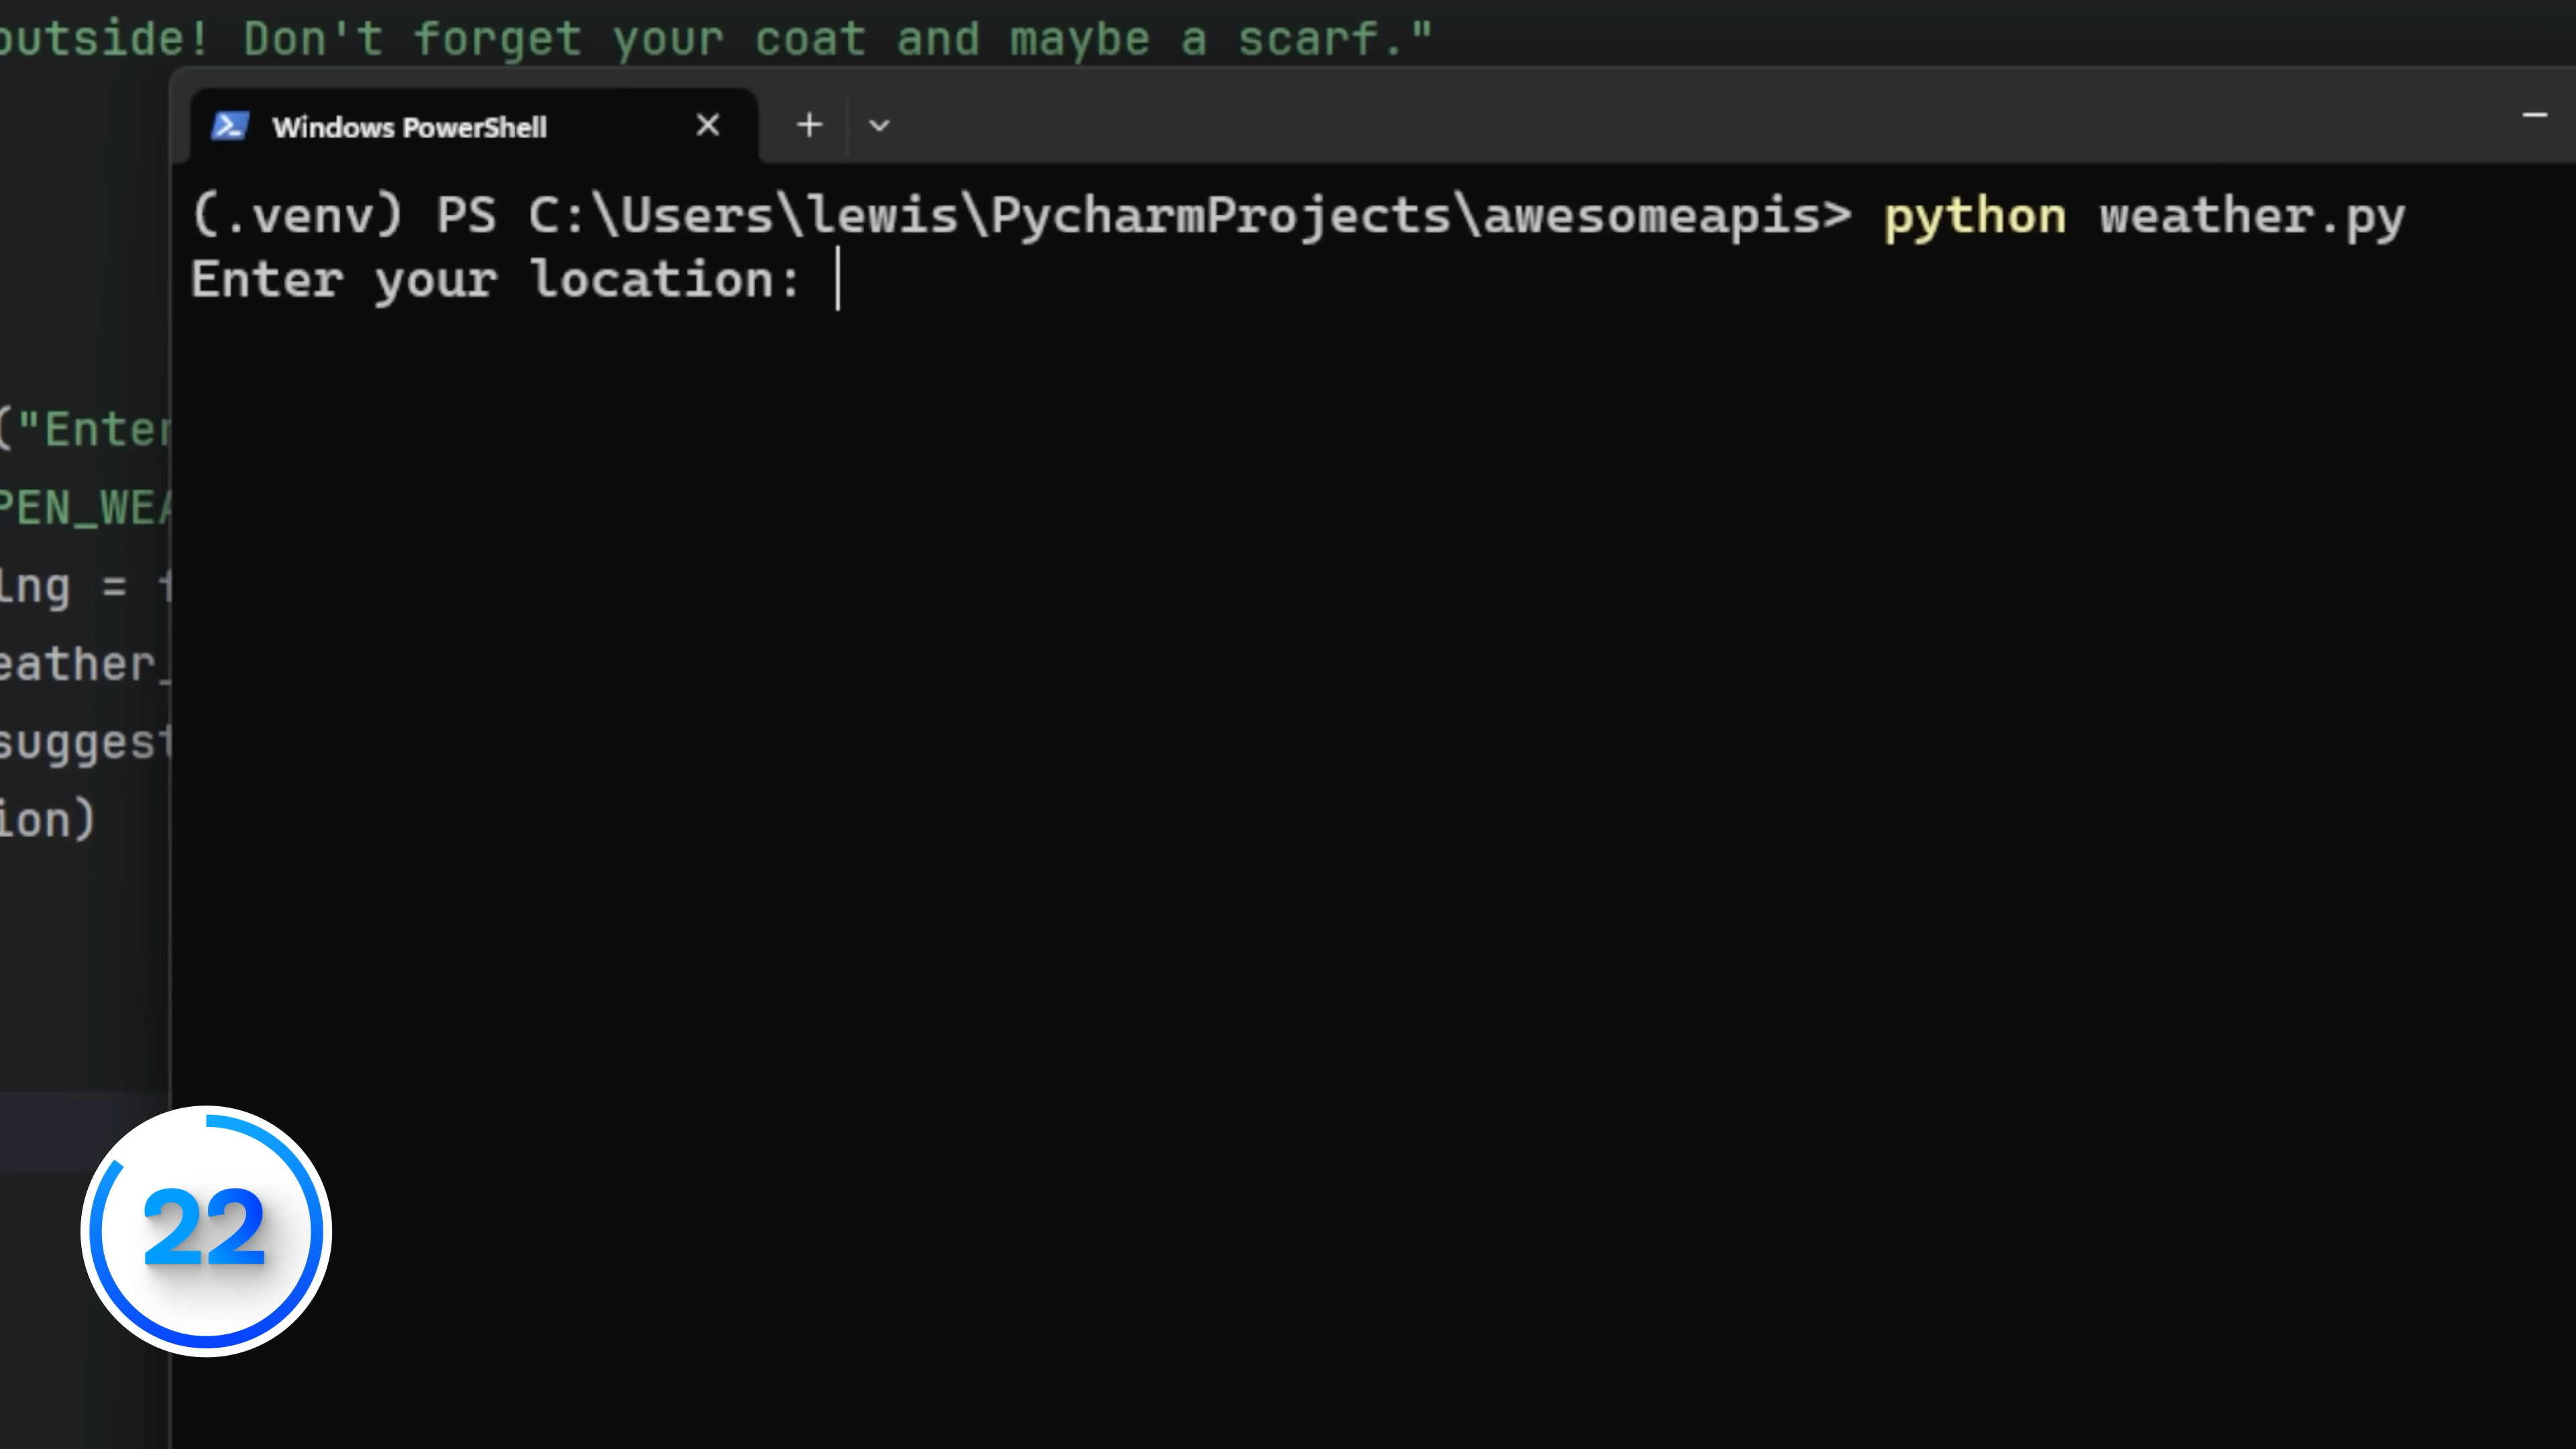 outside! Don't forget your coat and maybe a scarf."
Windows PowerShell
(.venv) PS C:\Users\lewis\PycharmProjects\awesomeapis> python weather.py
Enter your location:
("Enter
PEN_WEA
lng = f
eather_
suggest
ion)
22